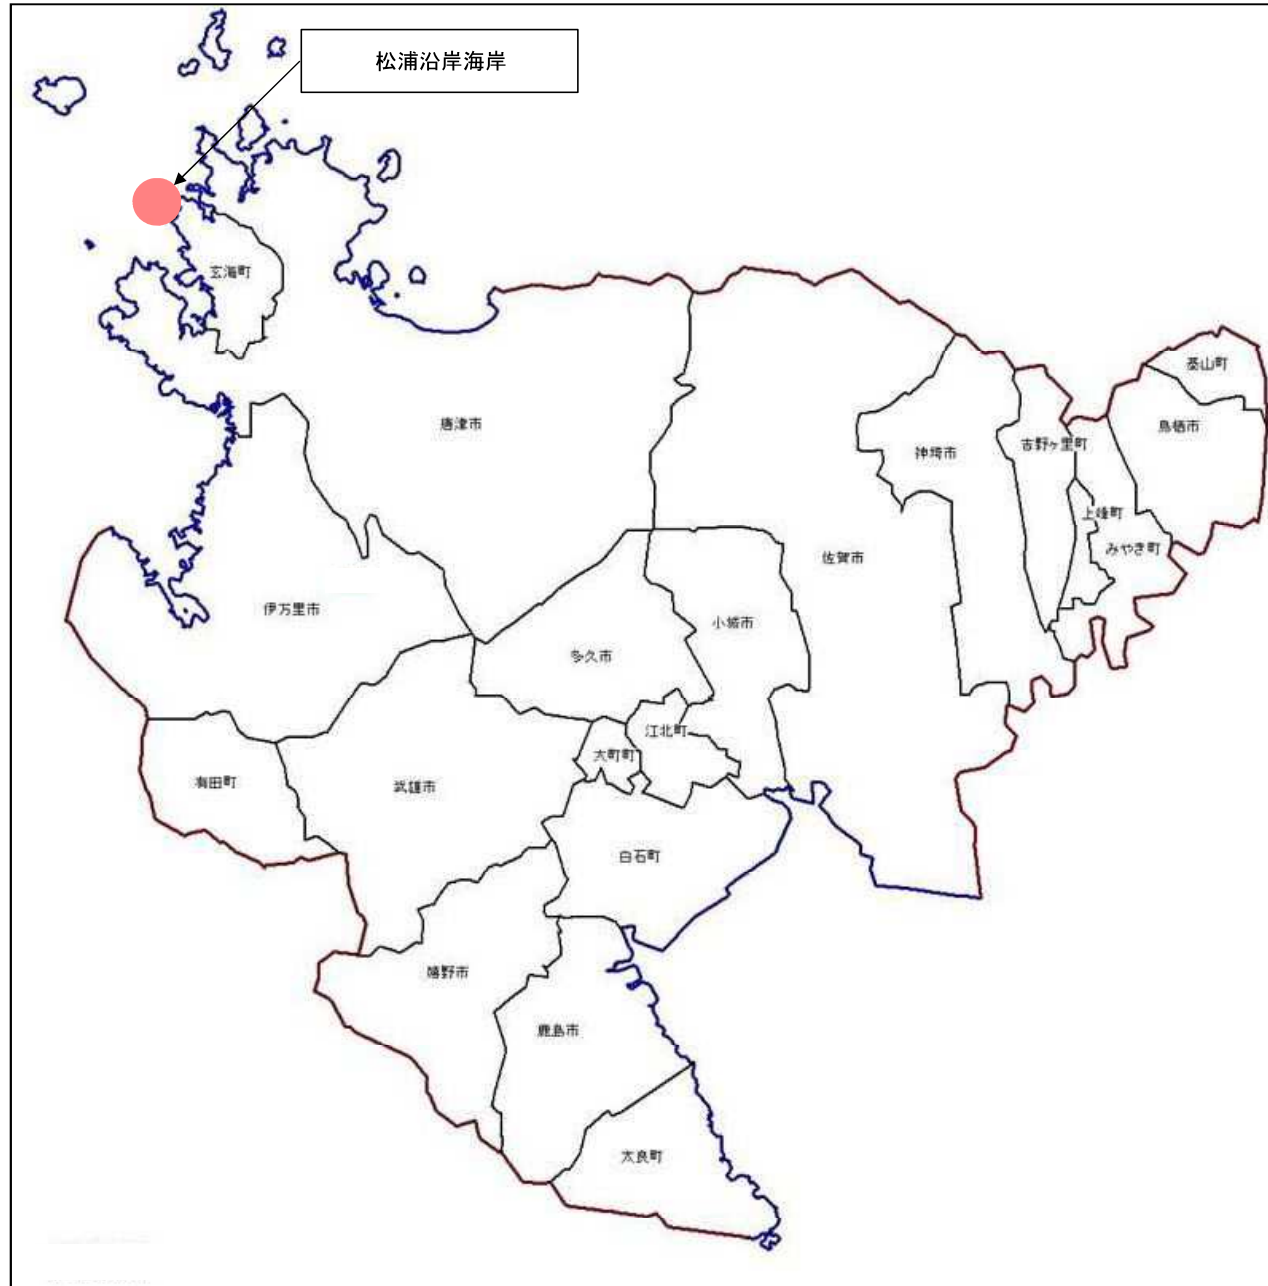 松浦沿岸海岸
玄海町
基山町
唐津市
鳥栖市
神埼市
吉野ヶ里町
上峰町
みやき町
佐賀市
伊万里市
小城市
多久市
江北町
大町町
有田町
武雄市
白石町
嬉野市
鹿島市
太良町